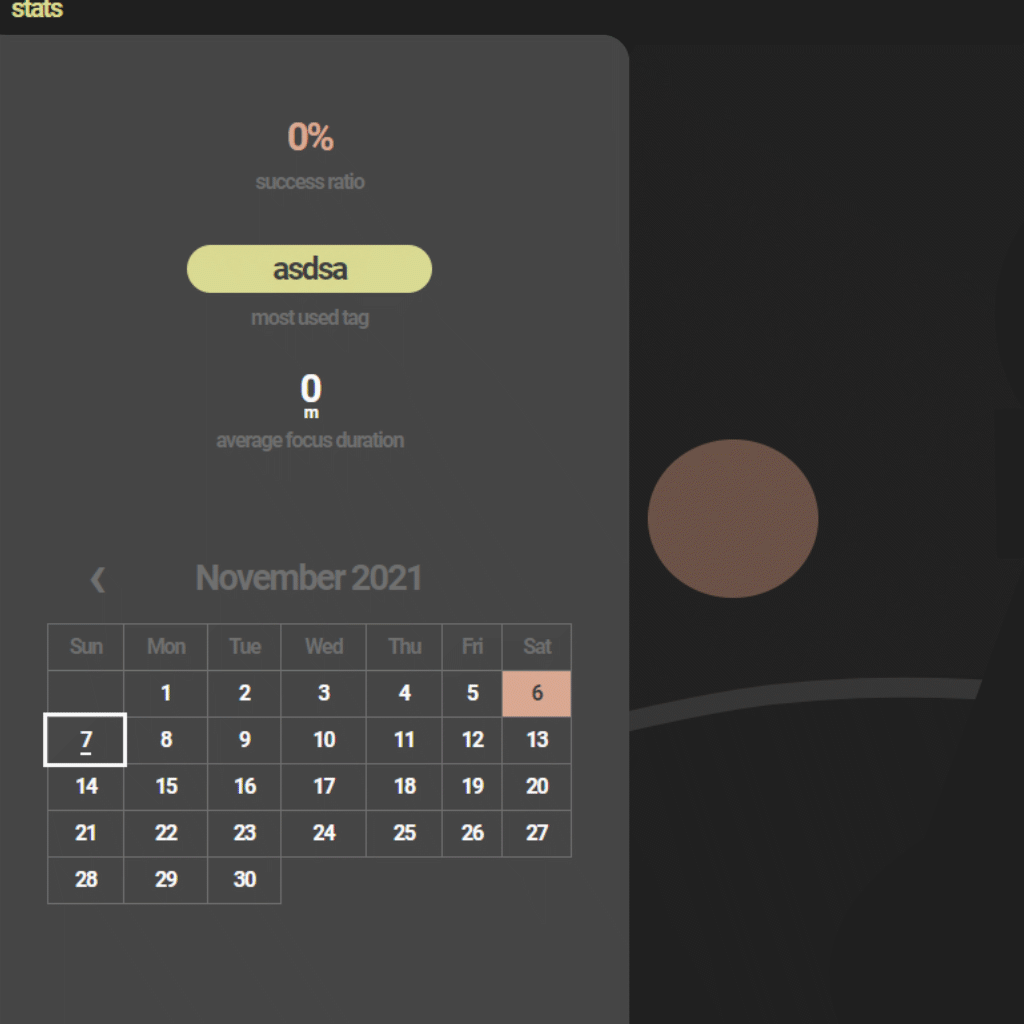 stats
0%
success ratio
asdsa
most used tag
0
m
average focus duration
❮ November 2021
Sun Mon Tue Wed Thu Fri Sat
1 2 3 4 5 6
7 8 9 10 11 12 13
14 15 16 17 18 19 20
21 22 23 24 25 26 27
28 29 30